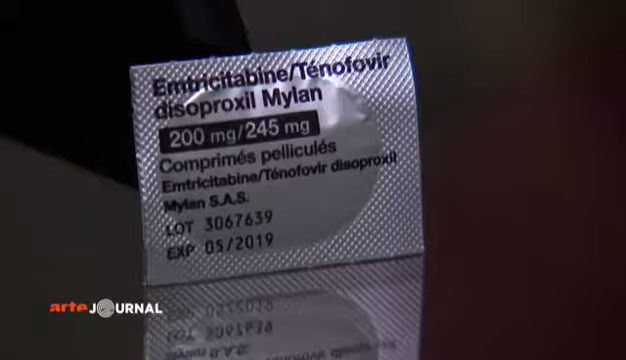 Emtricitabine/Ténofovir
disoproxil Mylan
200 mg/245 mg
Comprimés pelliculés
Emtricitabine/Ténofovir disoproxil
Mylan S.A.S.
LOT 3067639
EXP 05/2019
arte JOURNAL